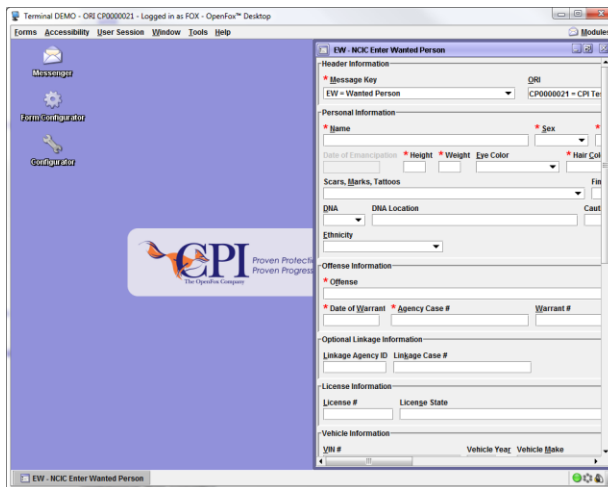 Terminal DEMO - ORI CP0000021 - Logged in as FOX - OpenFox™ Desktop
Forms Accessibility User Session Window Tools Help Modules
Messenger
Form Configurator
Configurator
CPI
The OpenFox Company
Proven Protecti
Proven Progress
EW - NCIC Enter Wanted Person
Header Information
* Message Key ORI
EW = Wanted Person CP0000021 = CPI Te
Personal Information
* Name * Sex *
Date of Emancipation * Height * Weight Eye Color * Hair Col
Scars, Marks, Tattoos Fin
DNA DNA Location Caut
Ethnicity
Offense Information
* Offense
* Date of Warrant * Agency Case # Warrant #
Optional Linkage Information
Linkage Agency ID Linkage Case #
License Information
License # License State
Vehicle Information
VIN # Vehicle Year Vehicle Make
EW - NCIC Enter Wanted Person